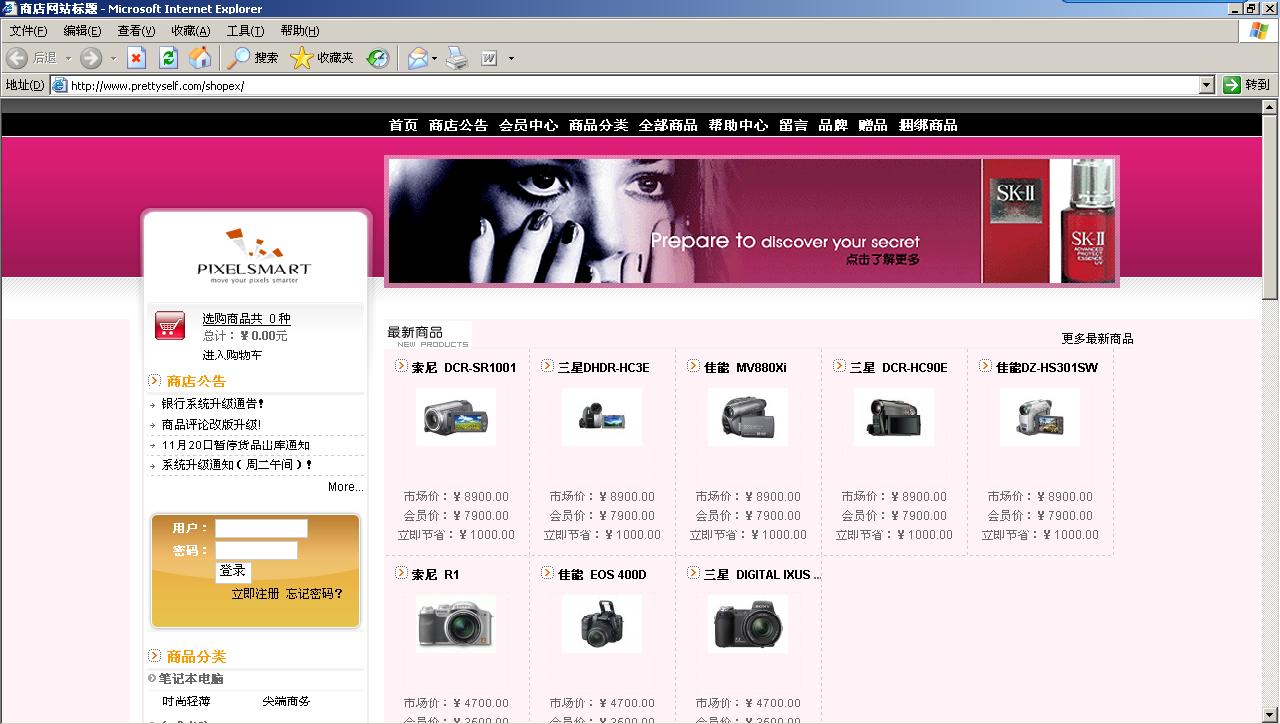 商店网站标题 - Microsoft Internet Explorer
文件(F) 编辑(E) 查看(V) 收藏(A) 工具(T) 帮助(H)
后退 搜索 收藏夹
地址(D) http://www.prettyself.com/shopex/ 转到
首页 商店公告 会员中心 商品分类 全部商品 帮助中心 留言 品牌 赠品 捆绑商品
Prepare to discover your secret
点击了解更多
SK-II
SK-II
ADVANCED
PROTECT
ESSENCE
UV
PIXELSMART
move your pixels smarter
选购商品共 0 种
总计：￥0.00元
进入购物车
商店公告
银行系统升级通告！
商品评论改版升级!
11月20日暂停货品出库通知
系统升级通知（周二午间）！
More...
用户：
密码：
登录
立即注册 忘记密码？
商品分类
笔记本电脑
时尚轻薄 尖端商务
最新商品
NEW PRODUCTS
更多最新商品
索尼 DCR-SR1001 三星DHDR-HC3E 佳能 MV880Xi 三星 DCR-HC90E 佳能DZ-HS301SW
市场价：￥8900.00 市场价：￥8900.00 市场价：￥8900.00 市场价：￥8900.00 市场价：￥8900.00
会员价：￥7900.00 会员价：￥7900.00 会员价：￥7900.00 会员价：￥7900.00 会员价：￥7900.00
立即节省：￥1000.00 立即节省：￥1000.00 立即节省：￥1000.00 立即节省：￥1000.00 立即节省：￥1000.00
索尼 R1 佳能 EOS 400D 三星 DIGITAL IXUS ...
SONY
市场价：￥4700.00 市场价：￥4700.00 市场价：￥4700.00